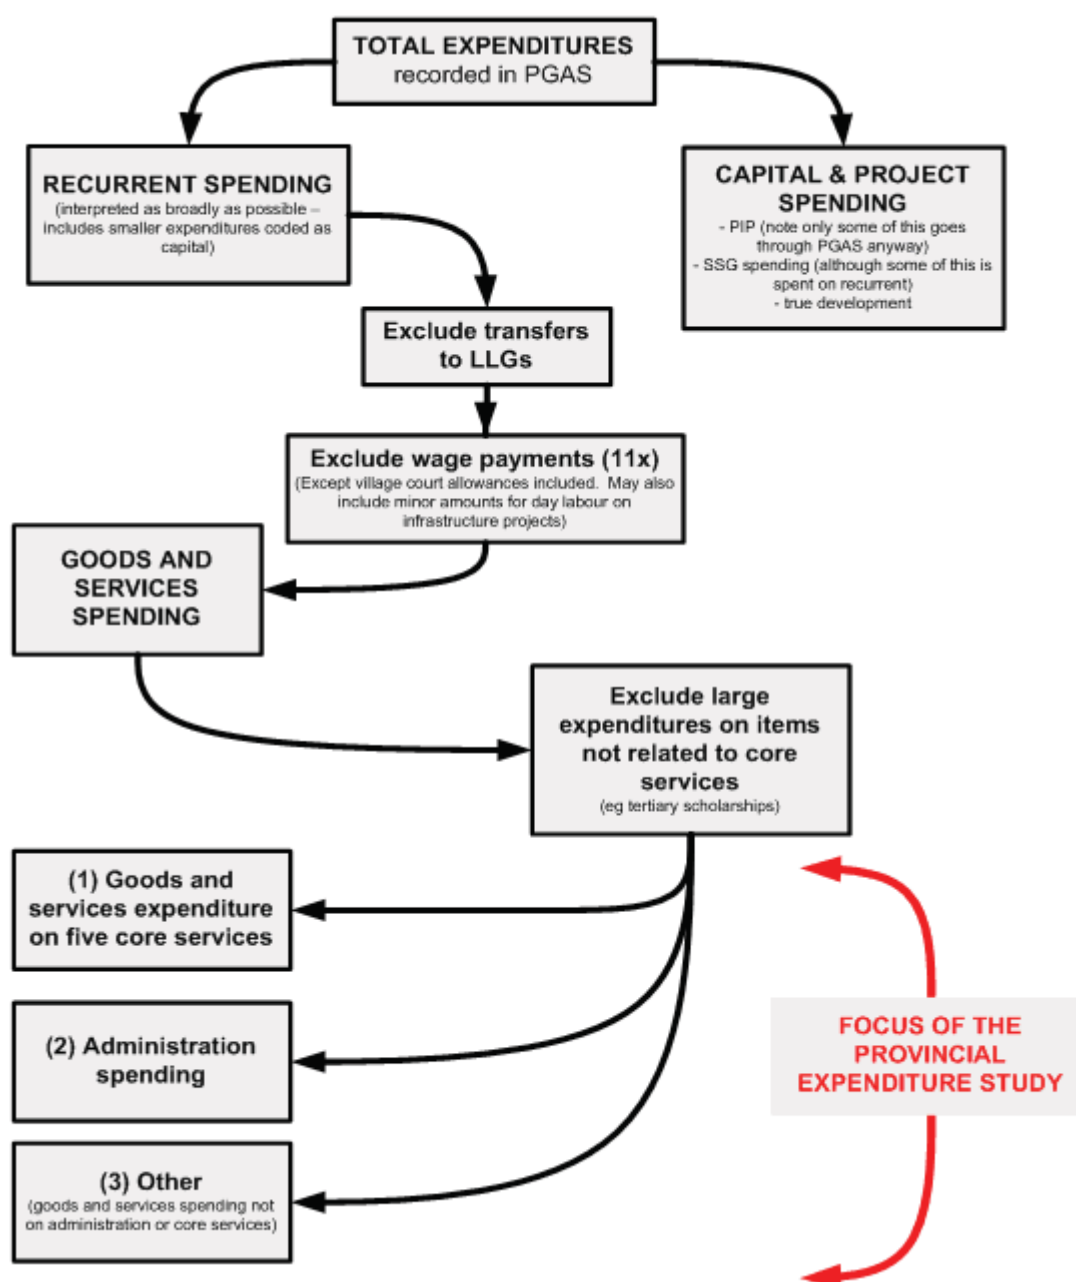 TOTAL EXPENDITURES
recorded in PGAS
RECURRENT SPENDING
(interpreted as broadly as possible –
includes smaller expenditures coded as
capital)
CAPITAL & PROJECT
SPENDING
- PIP (note only some of this goes
through PGAS anyway)
- SSG spending (although some of this is
spent on recurrent)
- true development
Exclude transfers
to LLGs
Exclude wage payments (11x)
(Except village court allowances included.  May also
include minor amounts for day labour on
infrastructure projects)
GOODS AND
SERVICES
SPENDING
Exclude large
expenditures on items
not related to core
services
(eg tertiary scholarships)
(1) Goods and
services expenditure
on five core services
(2) Administration
spending
(3) Other
(goods and services spending not
on administration or core services)
FOCUS OF THE
PROVINCIAL
EXPENDITURE STUDY